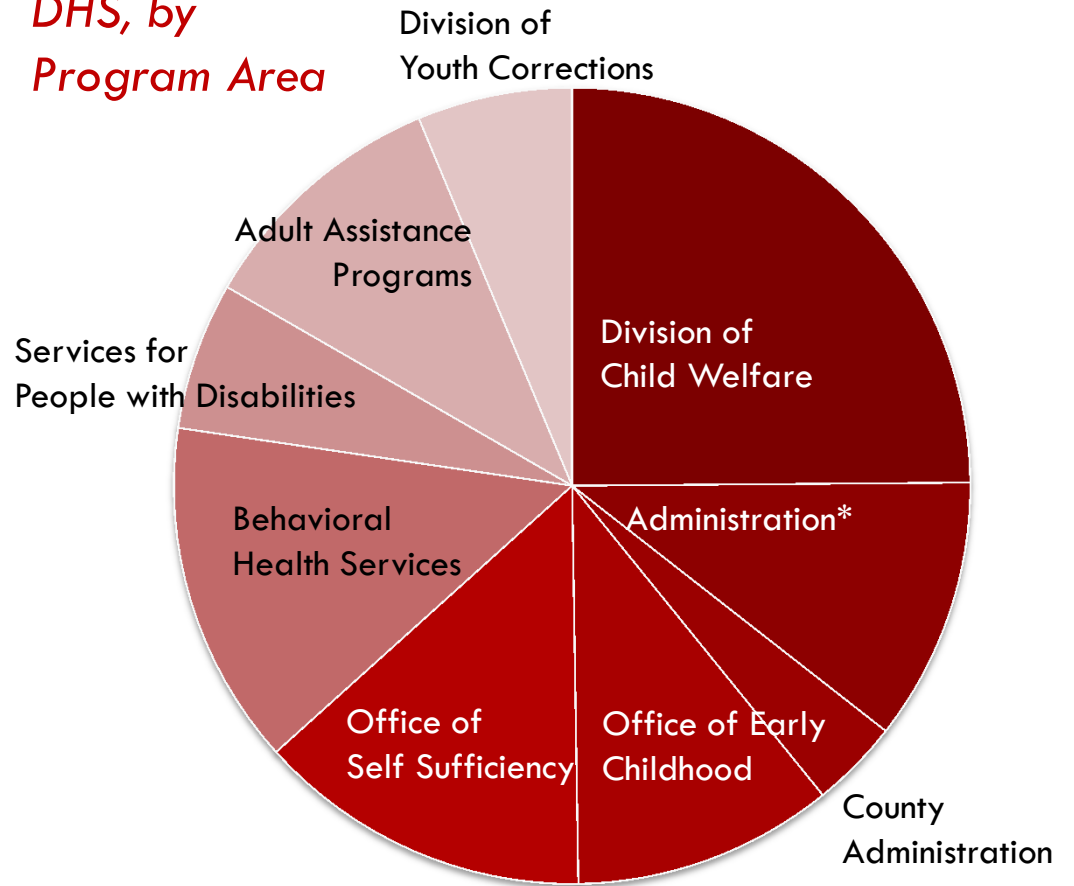 DHS, by
Program Area
Division of
Youth Corrections
Adult Assistance
Programs
Division of
Child Welfare
Services for
People with Disabilities
Administration*
Behavioral
Health Services
Office of
Self Sufficiency
Office of Early
Childhood
County
Administration